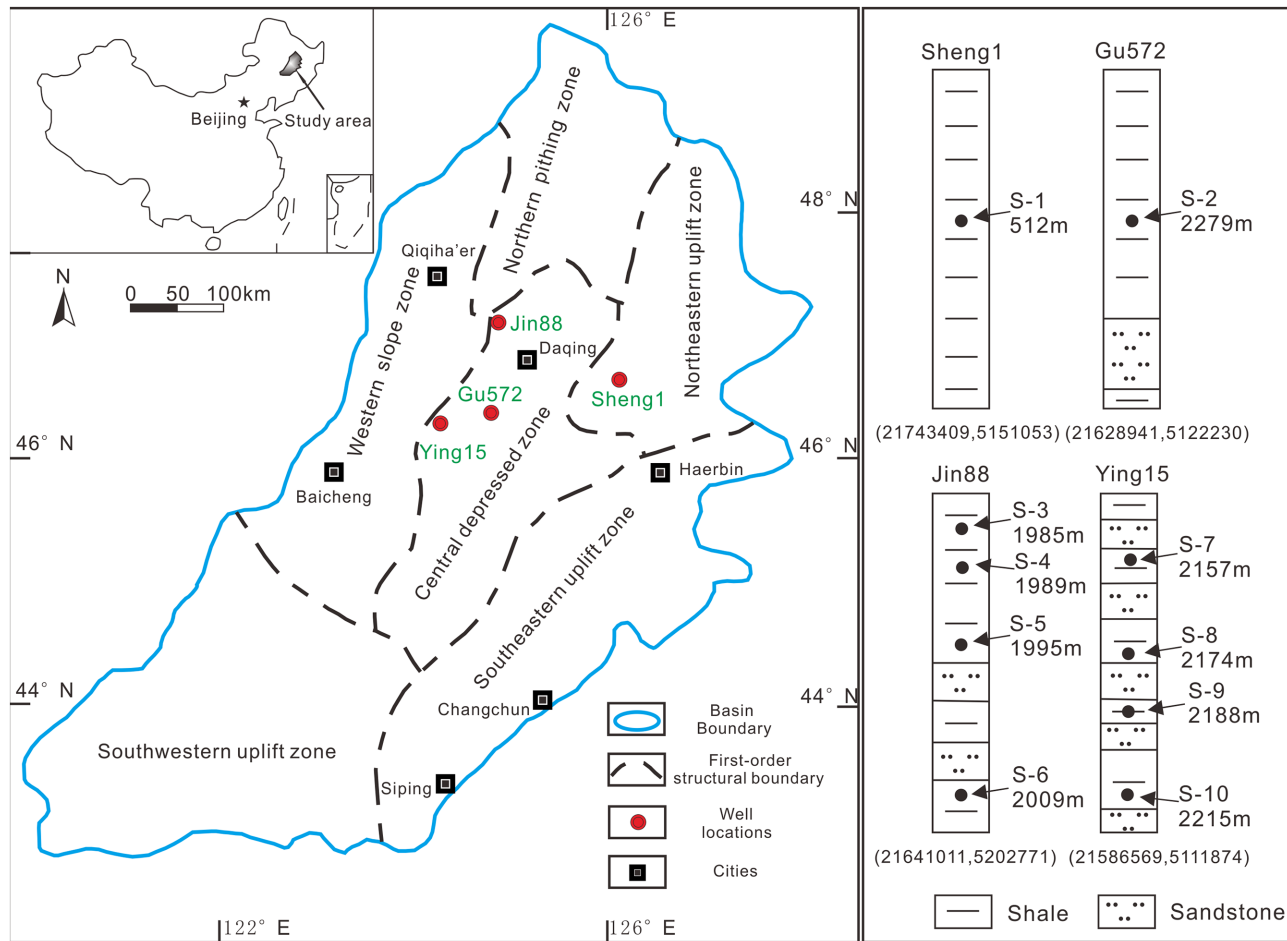 126° E
Beijing
Study area
Northern pithing zone
48° N
Northeastern uplift zone
Qiqiha'er
N
0 50 100km
Western slope zone
Jin88
Daqing
Gu572
Sheng1
Ying15
46° N
46° N
Central depressed zone
Haerbin
Baicheng
Southeastern uplift zone
44° N
44° N
Changchun
Southwestern uplift zone
Siping
Basin
Boundary
First-order
structural boundary
Well
locations
Cities
122° E
126° E
Sheng1
S-1
512m
(21743409,5151053)
Gu572
S-2
2279m
(21628941,5122230)
Jin88
S-3
1985m
S-4
1989m
S-5
1995m
S-6
2009m
(21641011,5202771)
Ying15
S-7
2157m
S-8
2174m
S-9
2188m
S-10
2215m
(21586569,5111874)
Shale
Sandstone